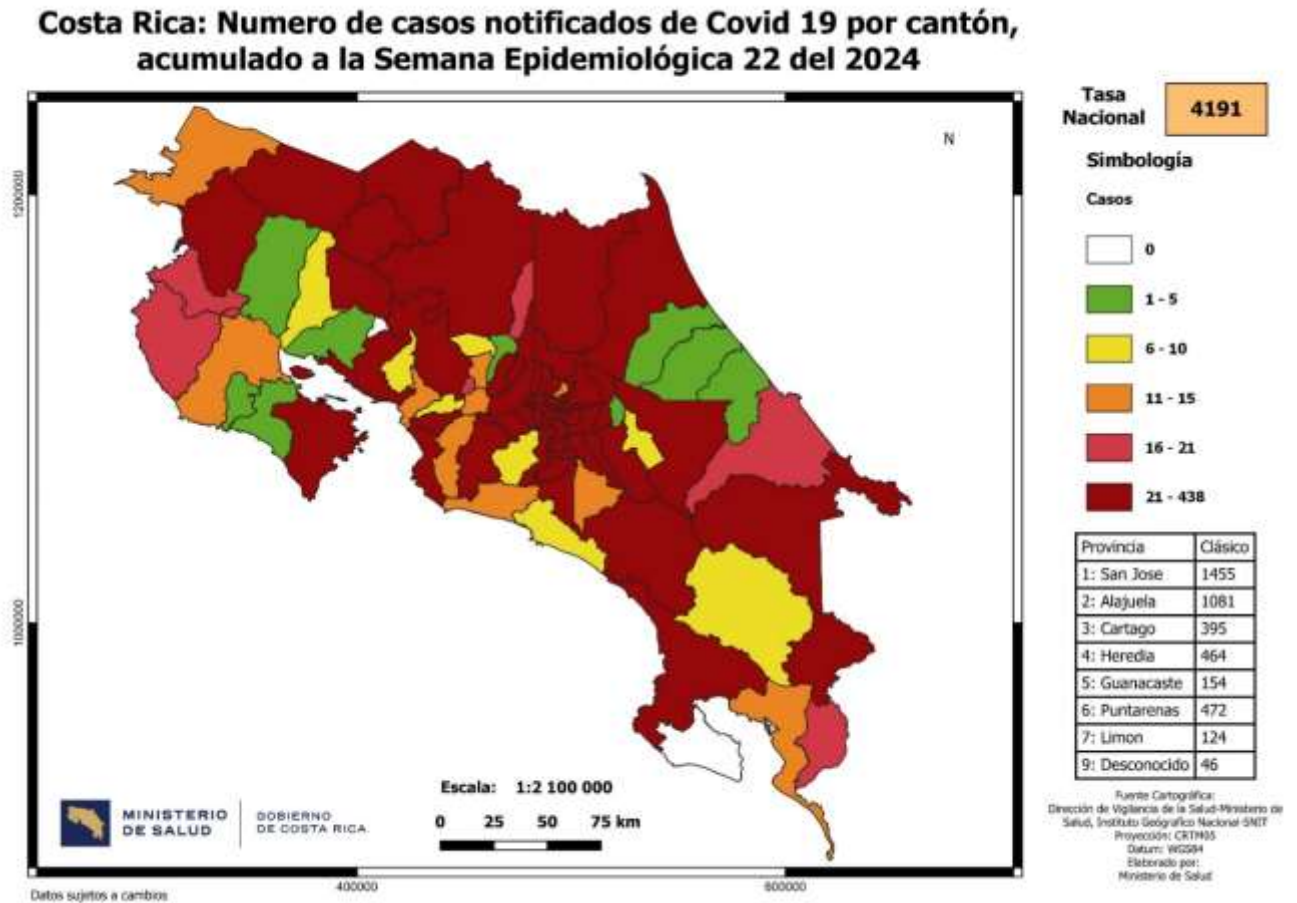 Costa Rica: Numero de casos notificados de Covid 19 por cantón,
acumulado a la Semana Epidemiológica 22 del 2024
Tasa
Nacional
4191
N
Simbología
Casos
0
1 - 5
6 - 10
11 - 15
16 - 21
21 - 438
Provincia Clásico
1: San Jose 1455
2: Alajuela 1081
3: Cartago 395
4: Heredia 464
5: Guanacaste 154
6: Puntarenas 472
7: Limon 124
9: Desconocido 46
Fuente Cartográfica:
Dirección de Vigilancia de la Salud-Ministerio de
Salud, Instituto Geógrafico Nacional-SNIT
Proyección: CRTM05
Datum: WGS84
Elaborado por:
Ministerio de Salud
1200000
1000000
Escala: 1:2 100 000
0 25 50 75 km
MINISTERIO
DE SALUD
GOBIERNO
DE COSTA RICA
400000
600000
Datos sujetos a cambios